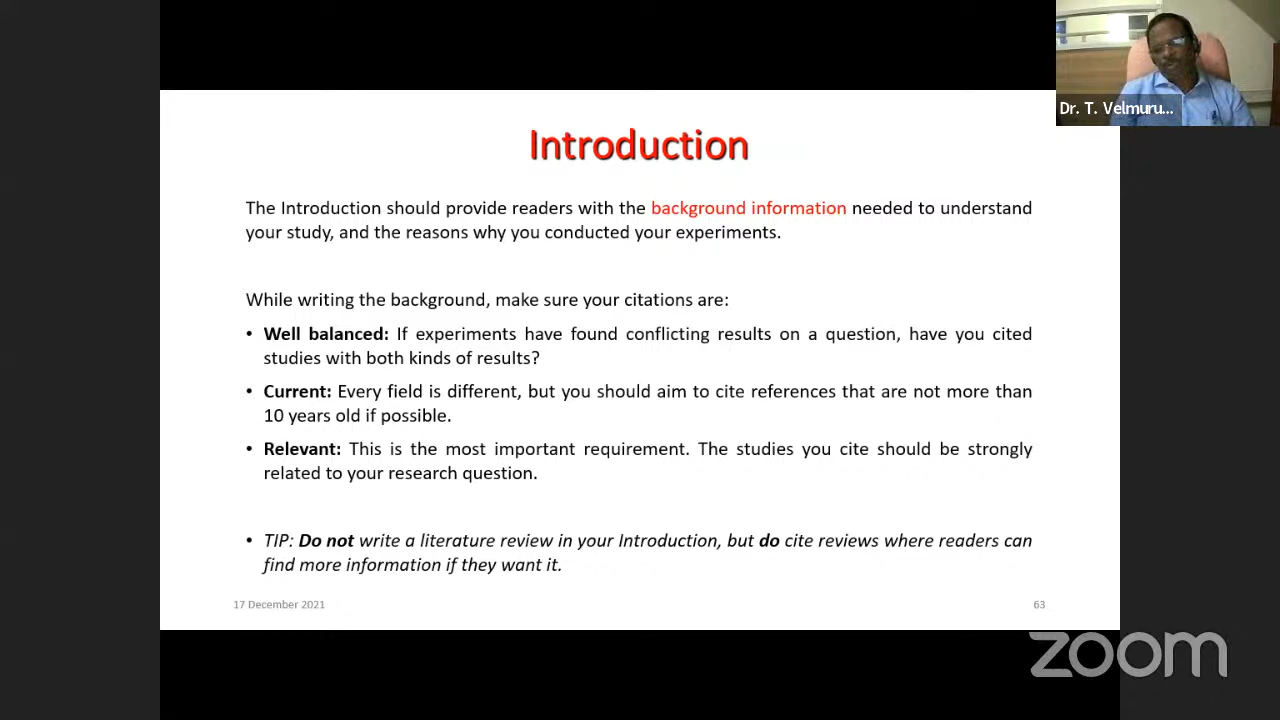 Dr. T. Velmuru...
Introduction
The Introduction should provide readers with the background information needed to understand
your study, and the reasons why you conducted your experiments.
While writing the background, make sure your citations are:
• Well balanced: If experiments have found conflicting results on a question, have you cited
studies with both kinds of results?
• Current: Every field is different, but you should aim to cite references that are not more than
10 years old if possible.
• Relevant: This is the most important requirement. The studies you cite should be strongly
related to your research question.
• TIP: Do not write a literature review in your Introduction, but do cite reviews where readers can
find more information if they want it.
17 December 2021
63
zoom